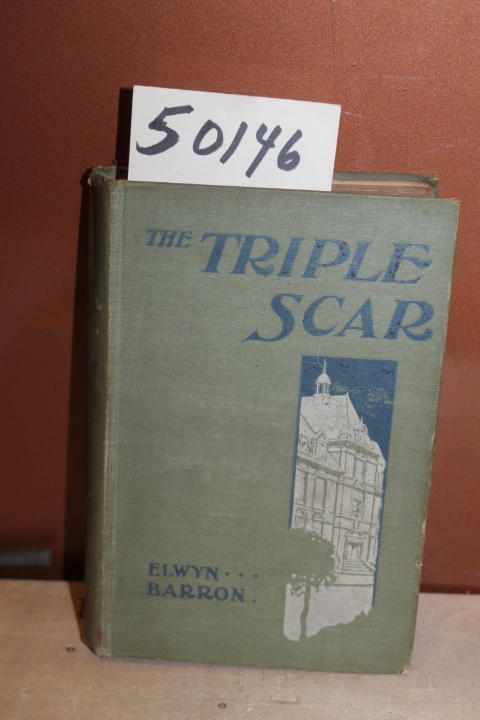 50146
THE TRIPLE
SCAR
ELWYN...
BARRON.